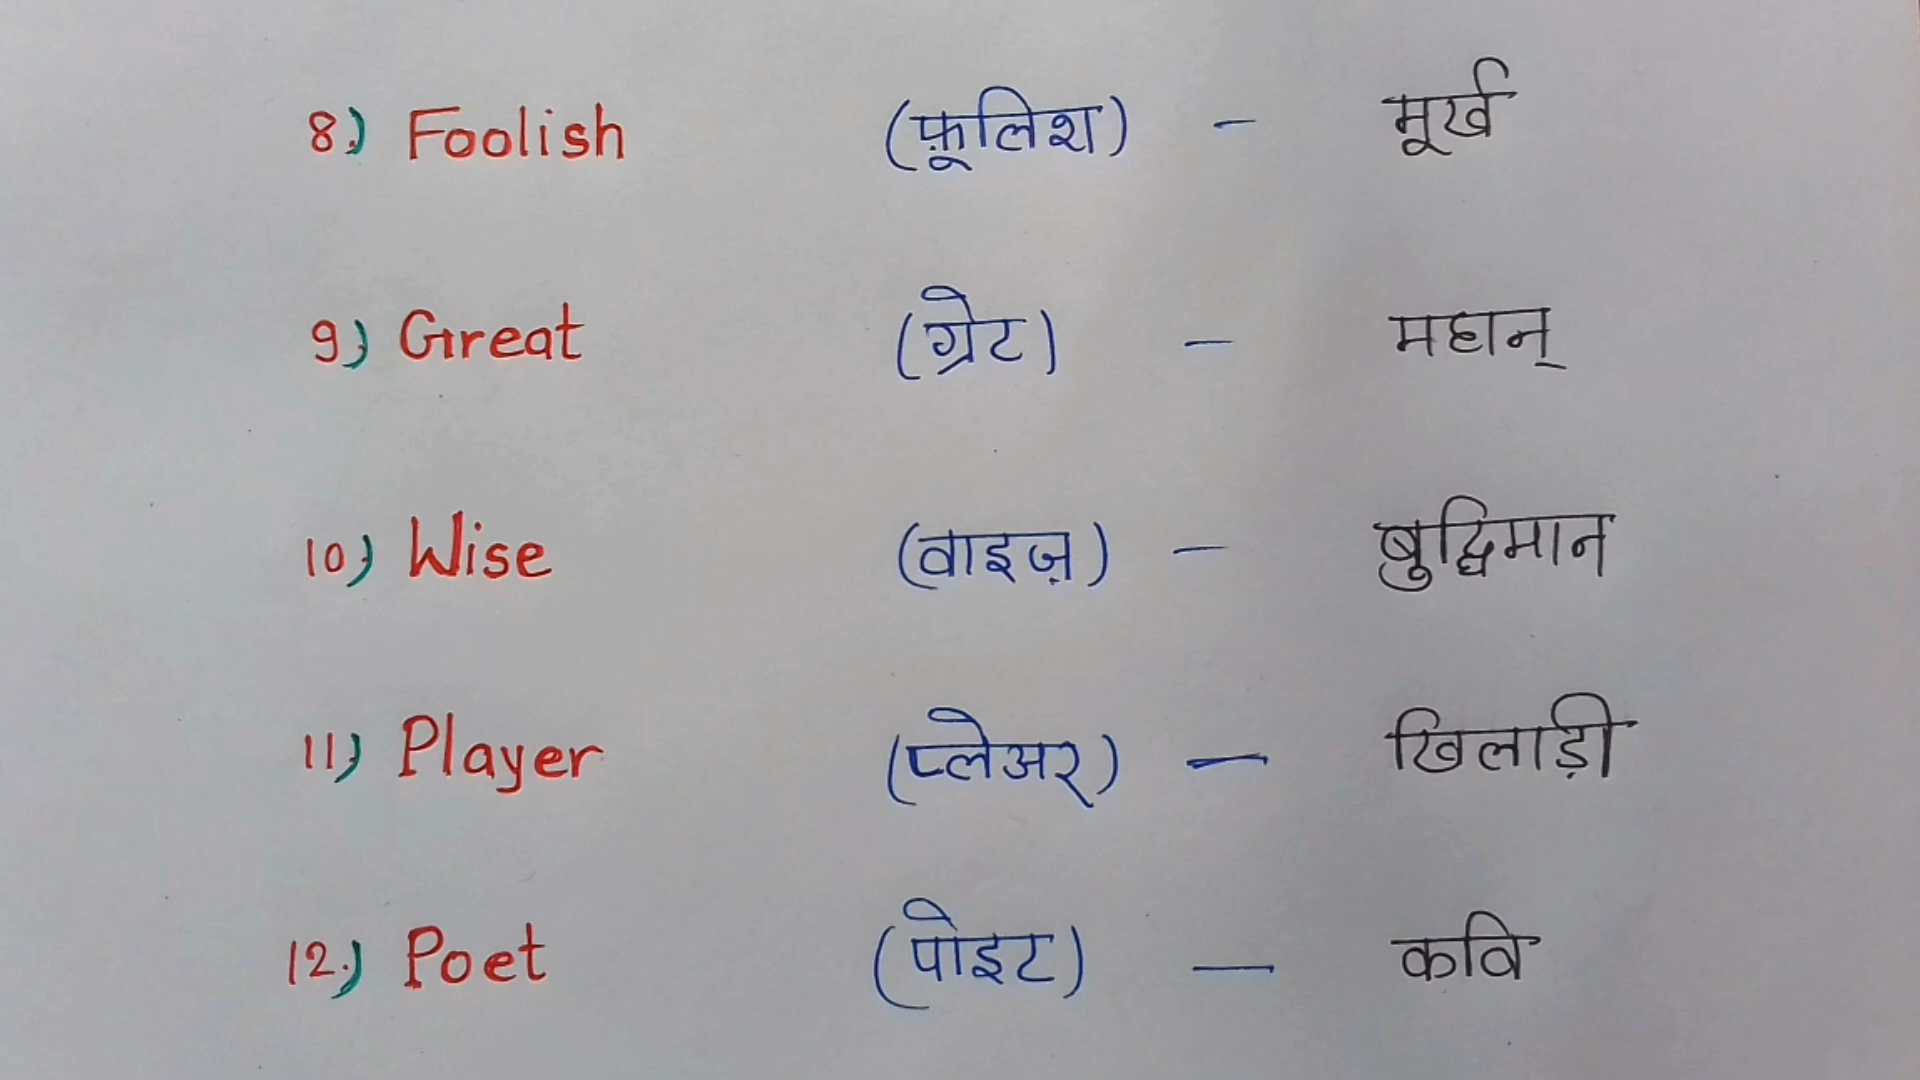 8.) Foolish (फ़ूलिश) - मूर्ख
9.) Great (ग्रेट) - महान्
10.) Wise (वाइज़) - बुद्धिमान
11.) Player (प्लेअर्) - खिलाड़ी
12.) Poet (पोइट) - कवि